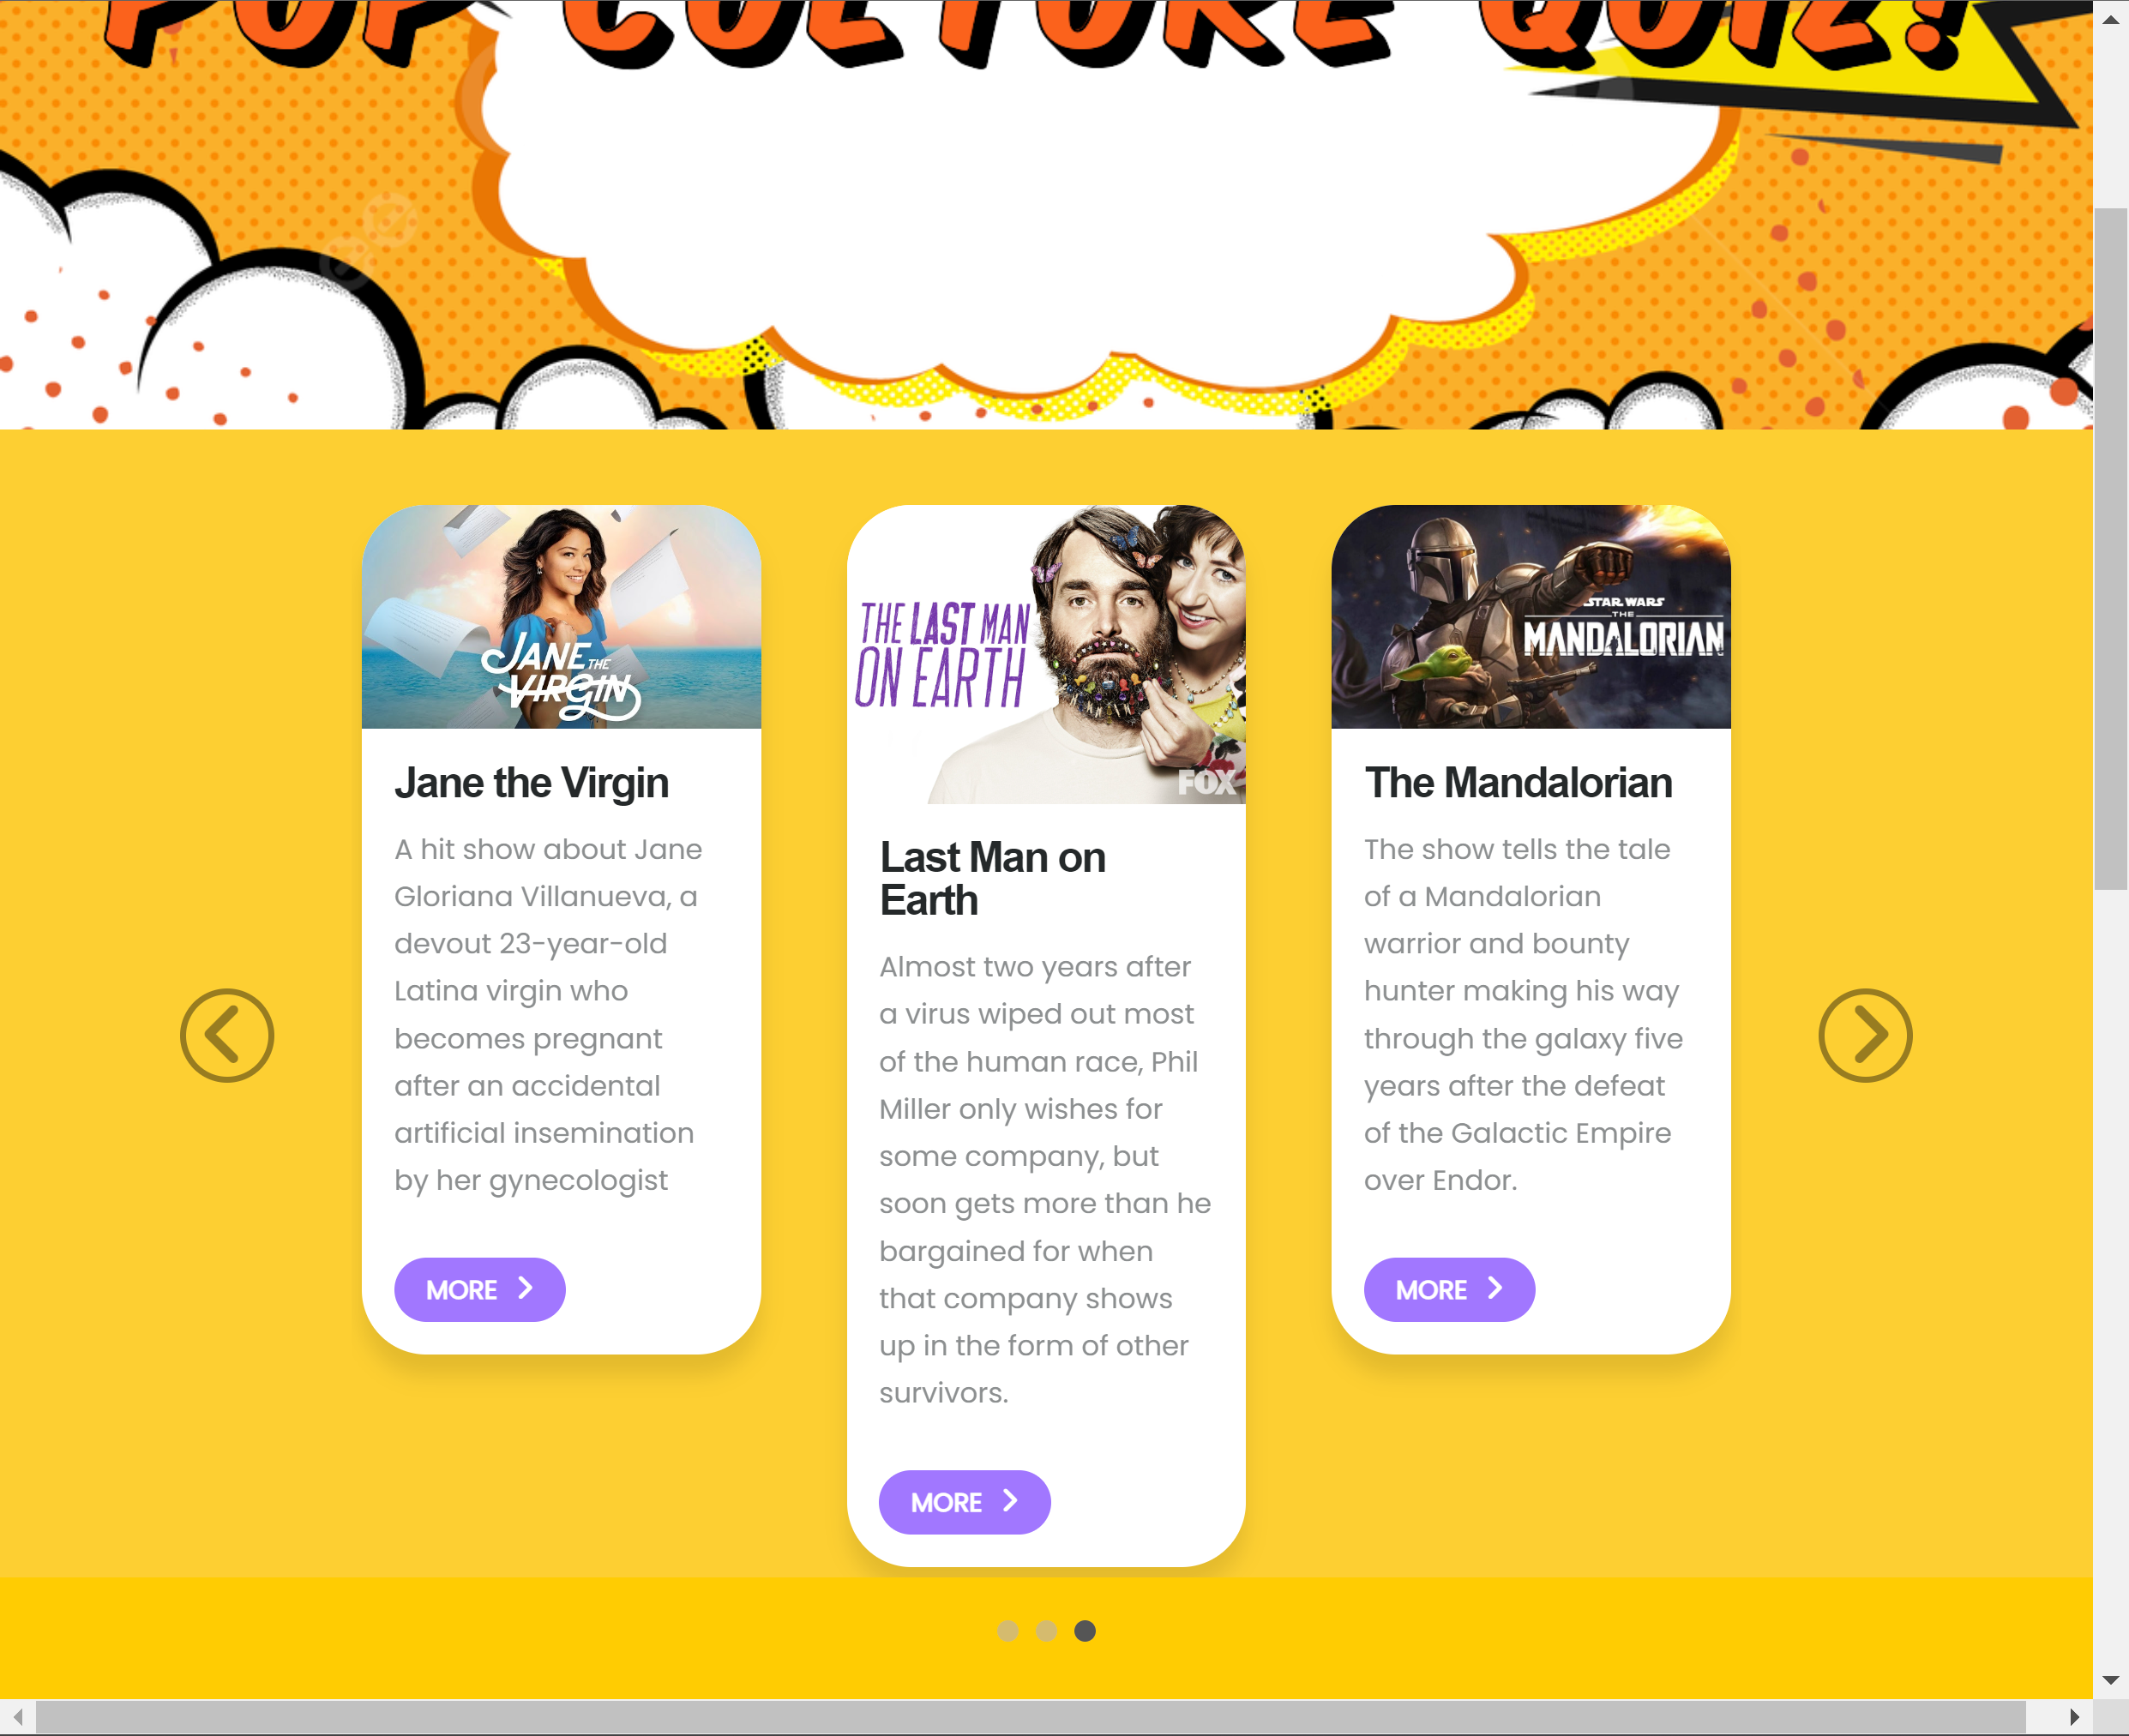 POP CULTURE QUIZ!
JANE THE
VIRGIN
Jane the Virgin
A hit show about Jane
Gloriana Villanueva, a
devout 23-year-old
Latina virgin who
becomes pregnant
after an accidental
artificial insemination
by her gynecologist
MORE
THE LAST MAN
ON EARTH
FOX
Last Man on
Earth
Almost two years after
a virus wiped out most
of the human race, Phil
Miller only wishes for
some company, but
soon gets more than he
bargained for when
that company shows
up in the form of other
survivors.
MORE
STAR WARS
THE
MANDALORIAN
The Mandalorian
The show tells the tale
of a Mandalorian
warrior and bounty
hunter making his way
through the galaxy five
years after the defeat
of the Galactic Empire
over Endor.
MORE